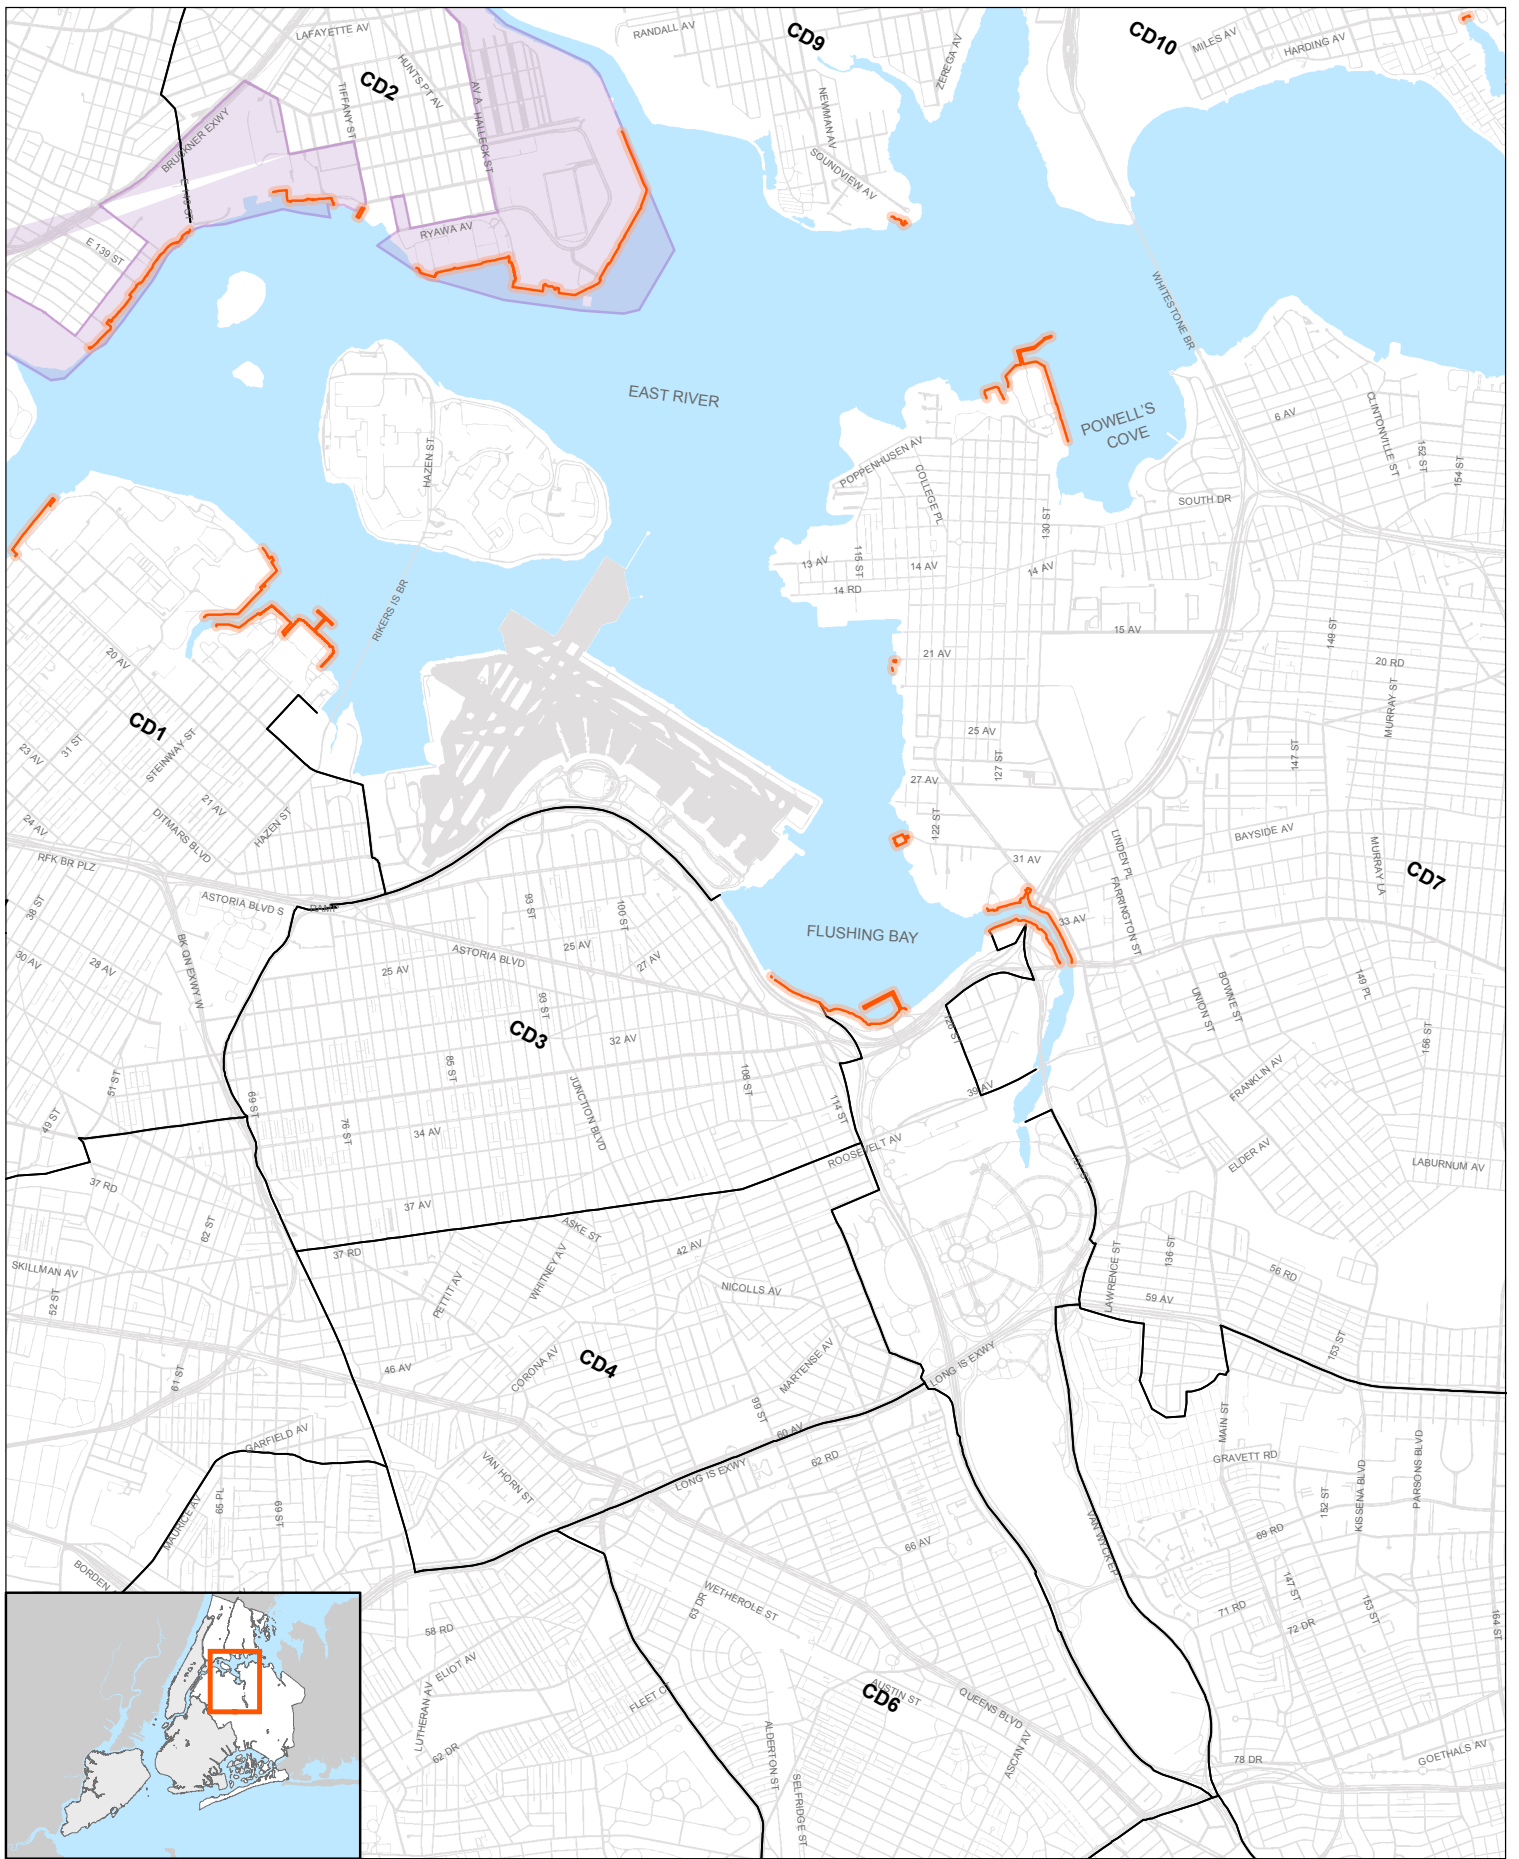 LAFAYETTE AV
RANDALL AV
CD9
CD10
MILES AV
HARDING AV
CD2
HUNTS PT AV
TIFFANY ST
AV A HALLECK ST
ZEREGA AV
NEWMAN AV
BRUCKNER EXWY
SOUNDVIEW AV
RYAWA AV
E 139 ST
WHITESTONE BR
EAST RIVER
POWELL'S
COVE
6 AV
CLINTONVILLE ST
152 ST
154 ST
HAZEN ST
POPPENHUSEN AV
COLLEGE PL
SOUTH DR
130 ST
13 AV
115 ST
14 AV
14 AV
14 RD
RIKERS IS BR
15 AV
149 ST
20 AV
21 AV
20 RD
MURRAY ST
CD1
31 ST
23 AV
STEINWAY ST
25 AV
127 ST
147 ST
27 AV
21 AV
DITMARS BLVD
HAZEN ST
24 AV
122 ST
BAYSIDE AV
LINDEN PL
31 AV
RFK BR PLZ
MURRAY LA
CD7
ASTORIA BLVD S
RAMP
38 ST
93 ST
100 ST
FARRINGTON ST
33 AV
FLUSHING BAY
BK QN EXWY W
30 AV
28 AV
ASTORIA BLVD
25 AV
25 AV
27 AV
149 PL
UNION ST
BOWNE ST
93 ST
CD3
32 AV
126 ST
156 ST
85 ST
108 ST
JUNCTION BLVD
51 ST
69 ST
49 ST
76 ST
34 AV
114 ST
39 AV
FRANKLIN AV
ROOSEVELT AV
ELDER AV
LABURNUM AV
37 RD
37 AV
62 ST
ASKE ST
42 AV
37 RD
136 ST
LAWRENCE ST
SKILLMAN AV
52 ST
PETTIT AV
WHITNEY AV
NICOLLS AV
56 RD
59 AV
153 ST
61 ST
46 AV
CORONA AV
CD4
MARTENSE AV
LONG IS EXWY
99 ST
60 AV
MAIN ST
GARFIELD AV
VAN HORN ST
62 RD
LONG IS EXWY
GRAVETT RD
KISSENA BLVD
PARSONS BLVD
65 PL
69 ST
MAURICE AV
152 ST
69 RD
66 AV
VAN WYCK EP
BORDEN
WETHEROLE ST
63 DR
147 ST
153 ST
71 RD
72 DR
164 ST
58 RD
ELIOT AV
LUTHERAN AV
FLEET CT
AUSTIN ST
CD6
QUEENS BLVD
62 DR
ALDERTON ST
SELFRIDGE ST
ASCAN AV
78 DR
GOETHALS AV